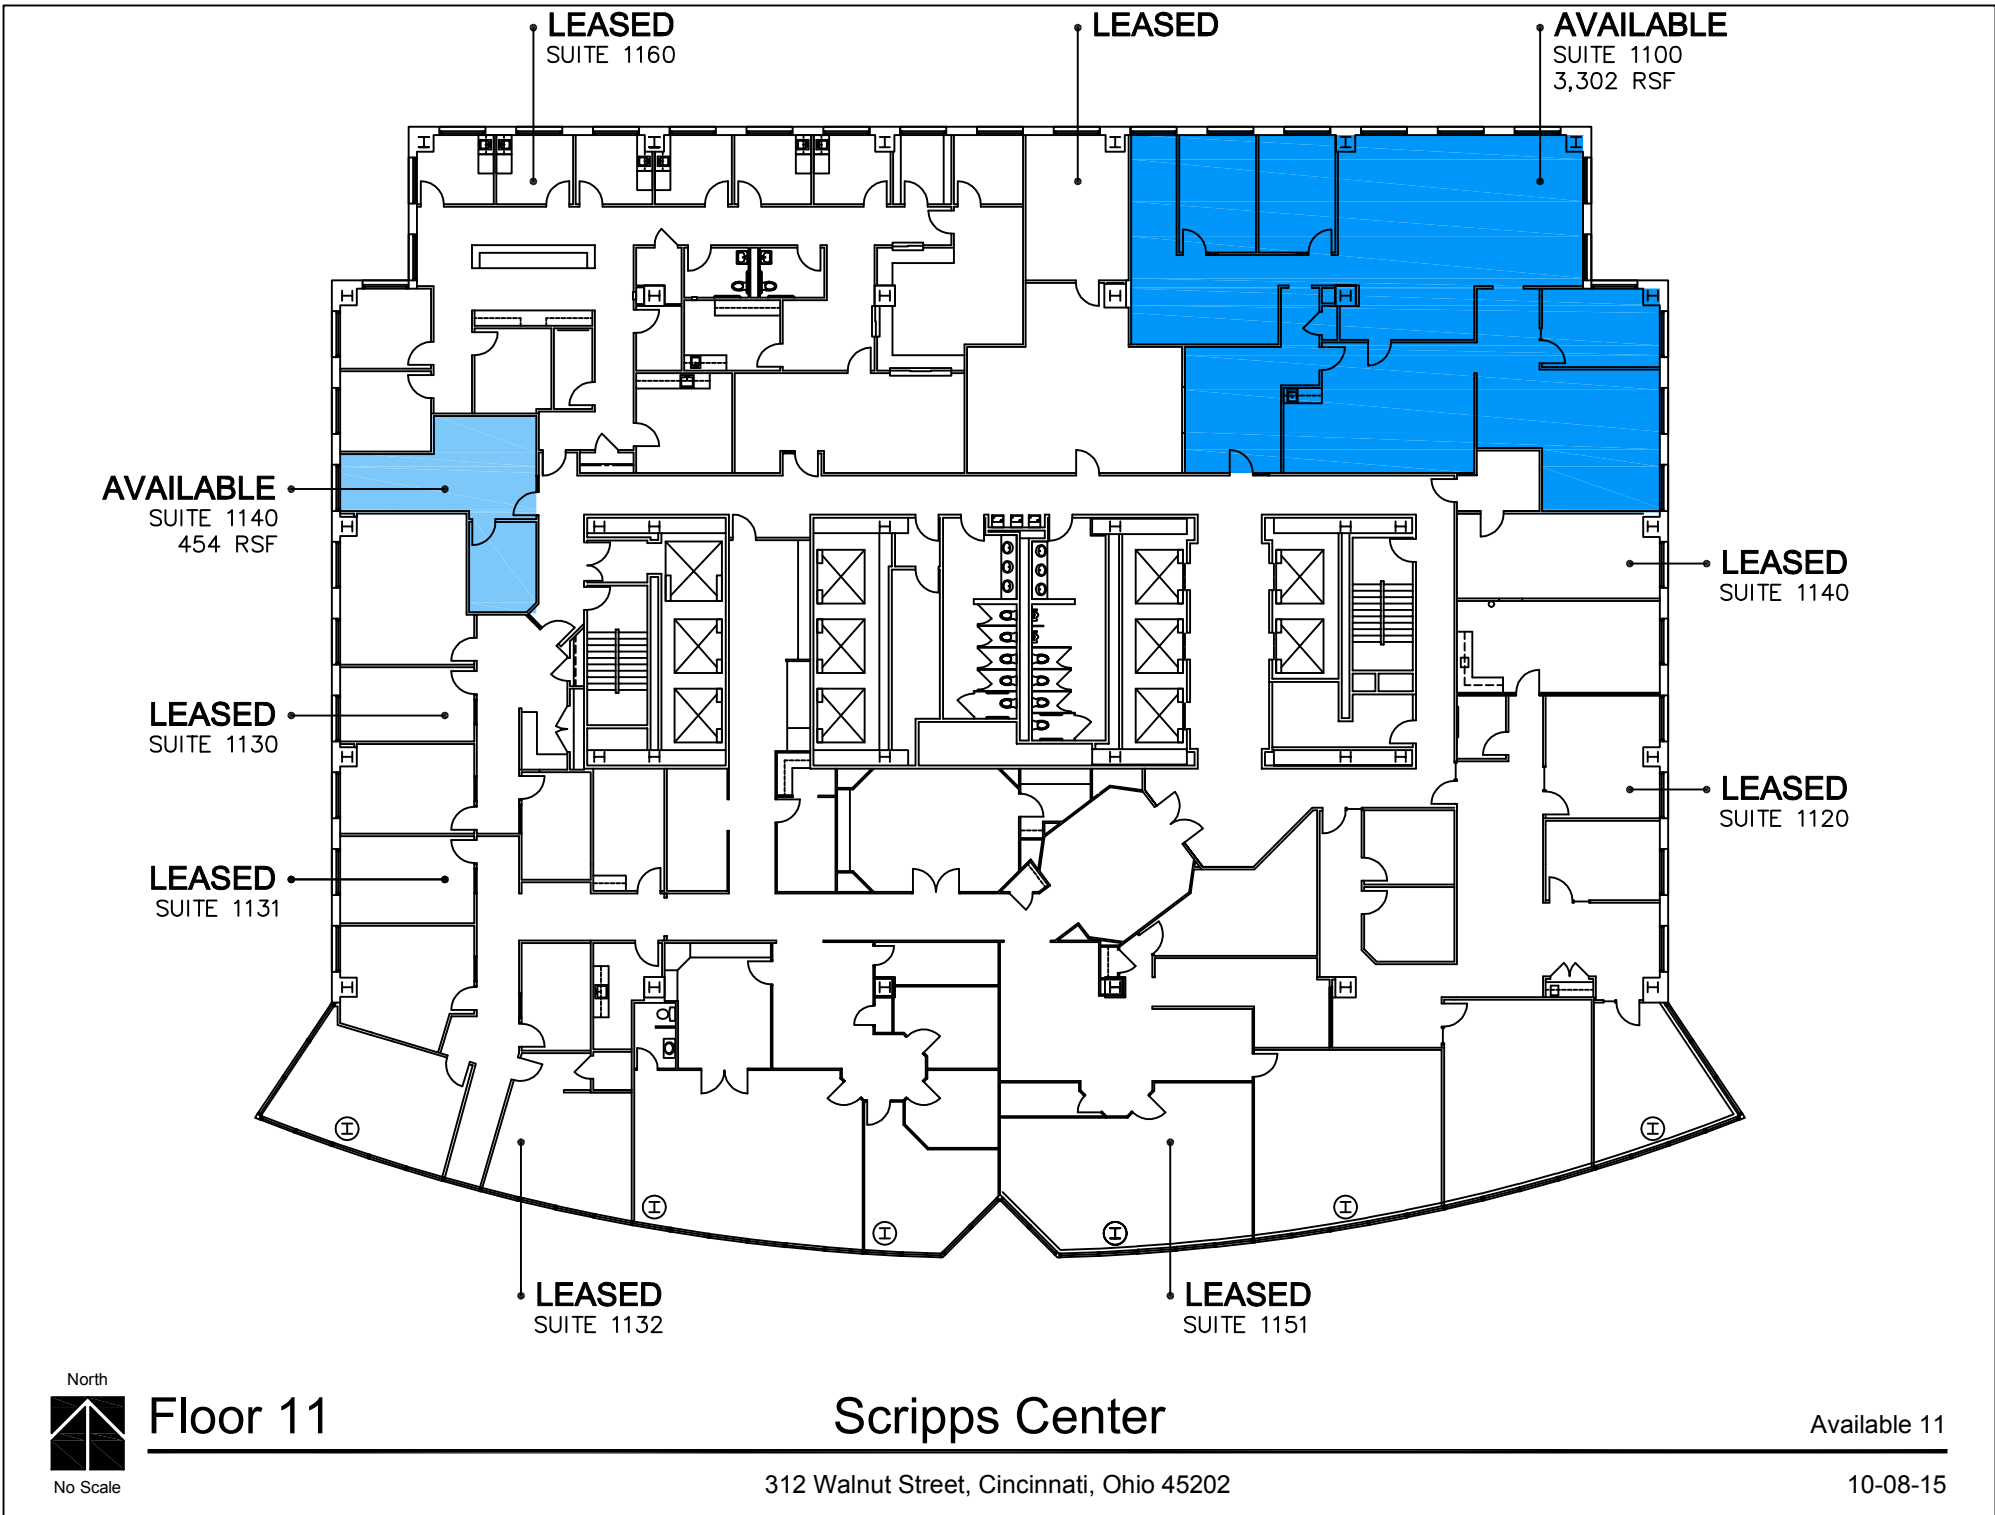 LEASED
SUITE 1160
LEASED
AVAILABLE
SUITE 1100
3,302 RSF
AVAILABLE
SUITE 1140
454 RSF
LEASED
SUITE 1140
LEASED
SUITE 1130
LEASED
SUITE 1120
LEASED
SUITE 1131
LEASED
SUITE 1132
LEASED
SUITE 1151
North
No Scale
Floor 11
Scripps Center
Available 11
312 Walnut Street, Cincinnati, Ohio 45202
10-08-15